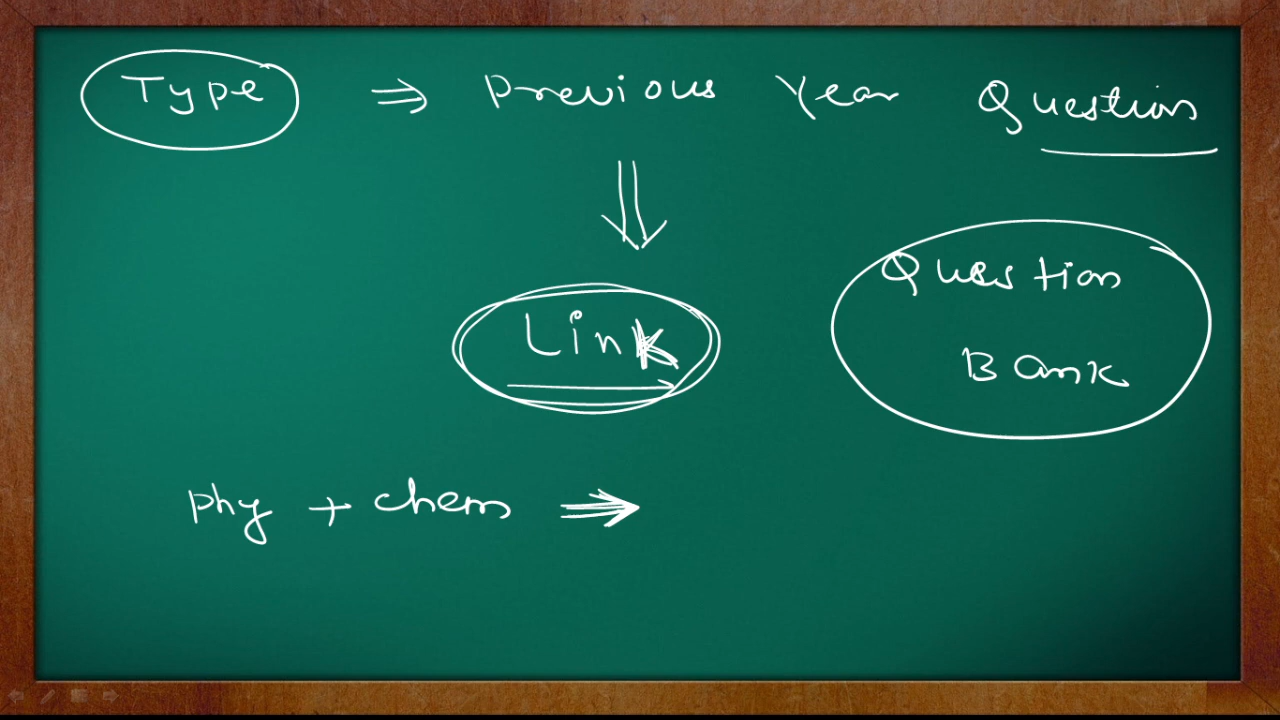 Type ⇒ Previous Year Question
⇓
Link
Question
Bank
Phy + chem ⇒